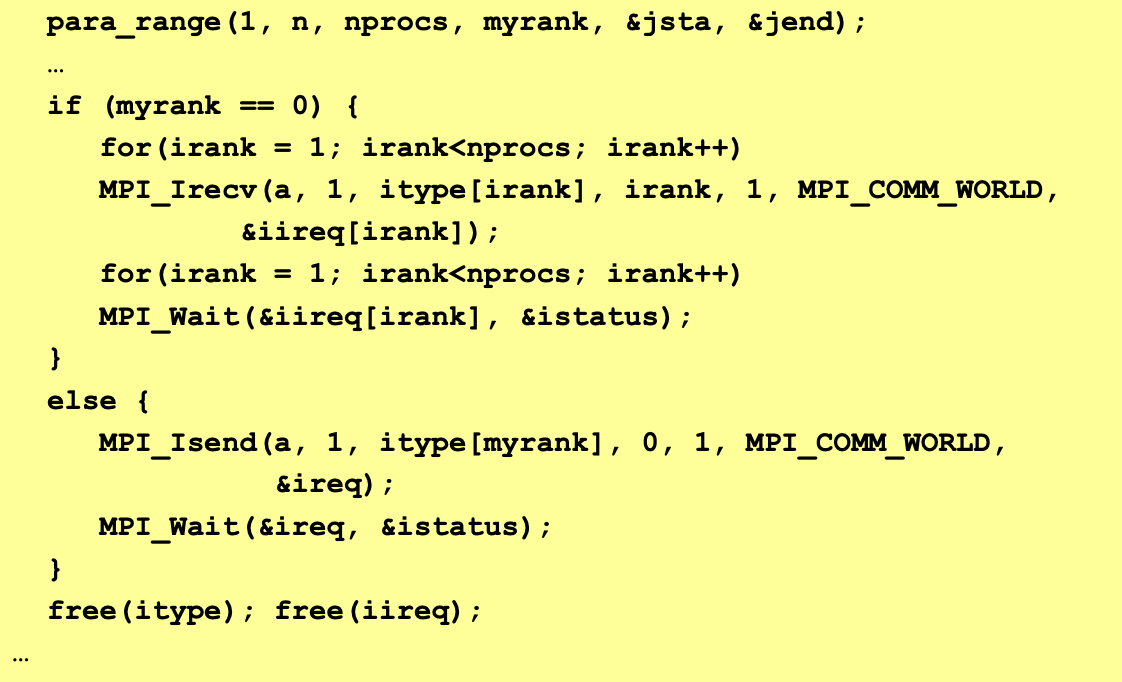 para_range(1, n, nprocs, myrank, &jsta, &jend);
…
if (myrank == 0) {
for(irank = 1; irank<nprocs; irank++)
MPI_Irecv(a, 1, itype[irank], irank, 1, MPI_COMM_WORLD,
&iireq[irank]);
for(irank = 1; irank<nprocs; irank++)
MPI_Wait(&iireq[irank], &istatus);
}
else {
MPI_Isend(a, 1, itype[myrank], 0, 1, MPI_COMM_WORLD,
&ireq);
MPI_Wait(&ireq, &istatus);
}
free(itype); free(iireq);
…